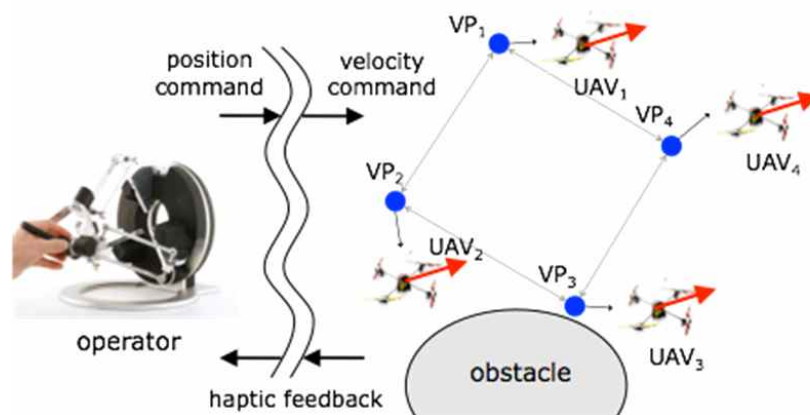 position
command
velocity
command
VP1
UAV1
VP4
UAV4
VP2
UAV2
VP3
UAV3
operator
obstacle
haptic feedback